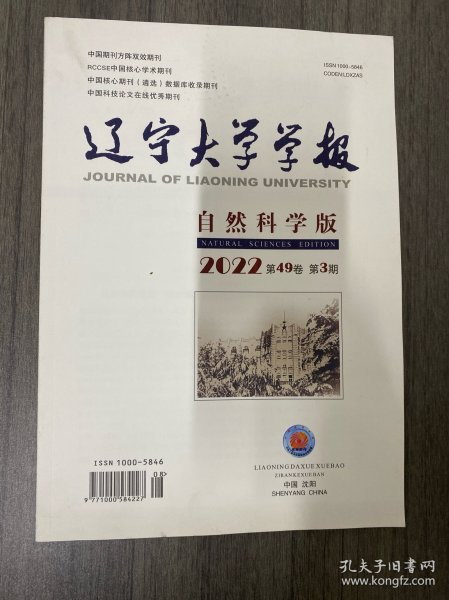 中国期刊方阵双效期刊
RCCSE中国核心学术期刊
中国核心期刊（遴选）数据库收录期刊
中国科技论文在线优秀期刊
ISSN 1000-5846
CODEN LDXZAS
辽宁大学学报
JOURNAL OF LIAONING UNIVERSITY
自然科学版
NATURAL SCIENCES EDITION
2022 第49卷 第3期
ISSN 1000-5846
08>
9 771000 584227
LIAONING DAXUE XUEBAO
ZIRANKEXUEBAN
中国 沈阳
SHENYANG CHINA
孔夫子旧书网
www.kongfz.com